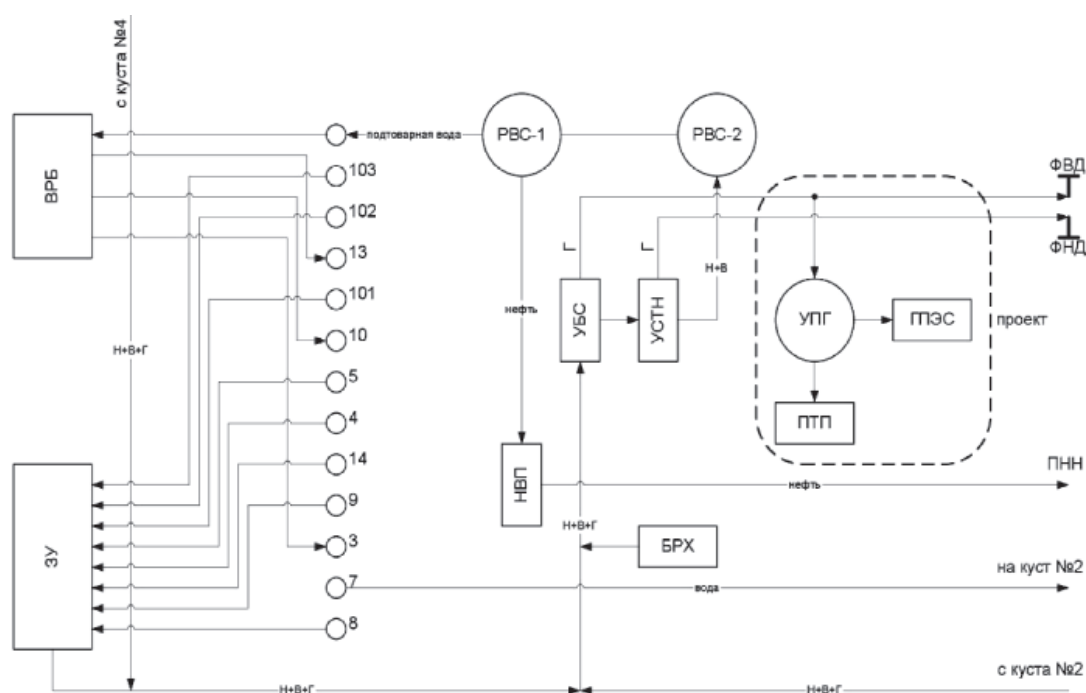 с куста №4
ВРБ
подтоварная вода
РВС-1
РВС-2
ФВД
ФНД
103
102
13
101
10
5
4
14
9
3
7
8
Г
Г
Н+В
нефть
УБС
УСТН
УПГ
ГПЭС
проект
ПТП
Н+В+Г
НВП
нефть
ПНН
Н+В+Г
БРХ
ЗУ
вода
на куст №2
с куста №2
Н+В+Г
Н+В+Г